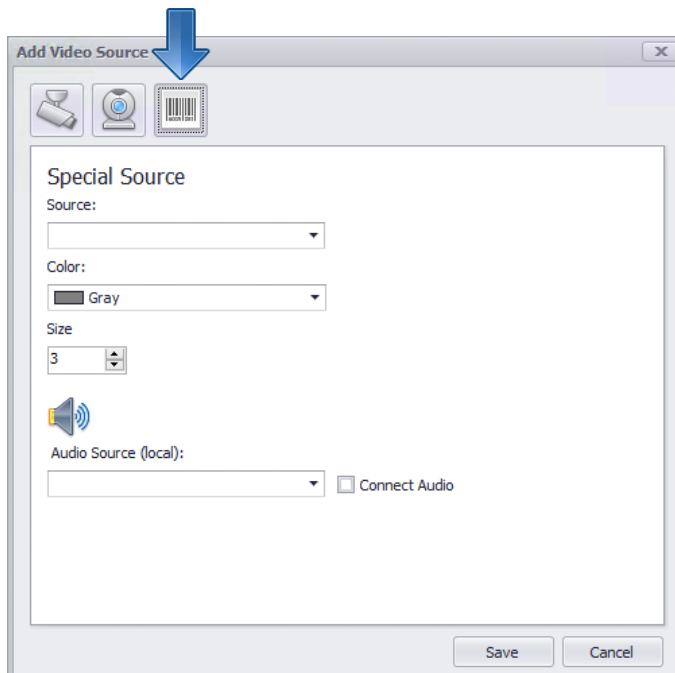 Add Video Source
Special Source
Source:
Color:
Gray
Size
3
Audio Source (local):
Connect Audio
Save
Cancel